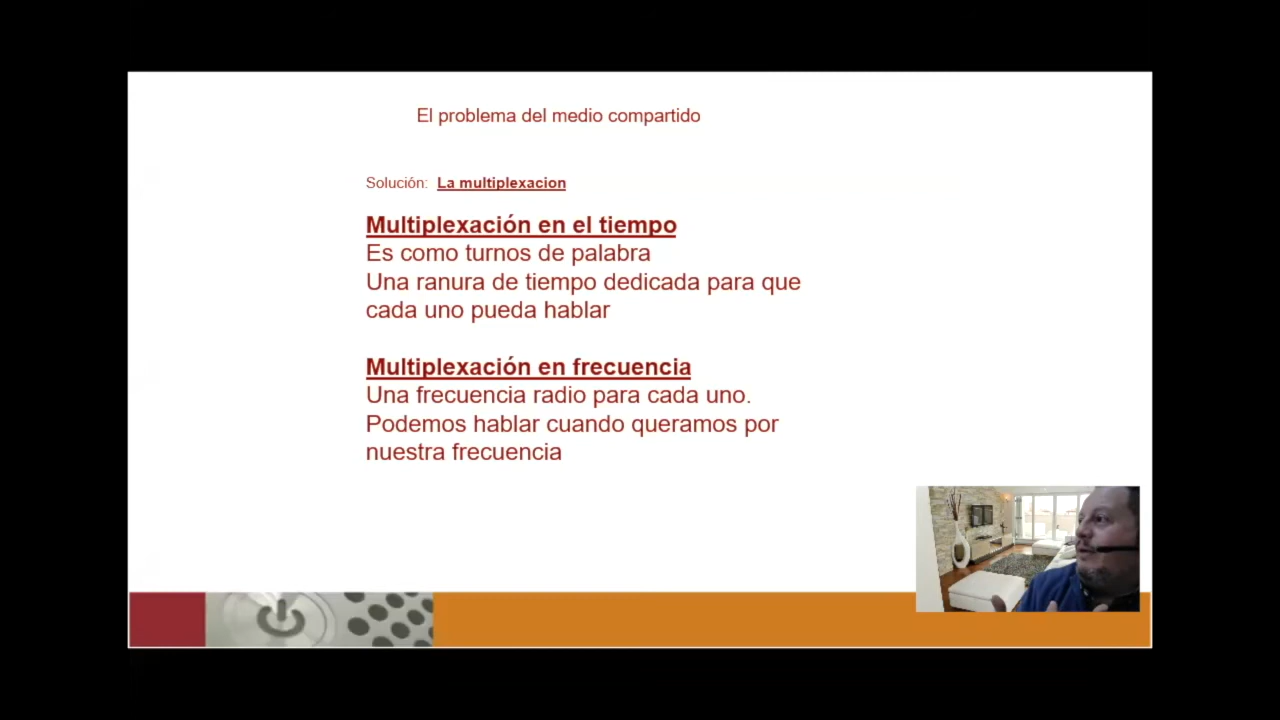 El problema del medio compartido
Solución: La multiplexacion
Multiplexación en el tiempo
Es como turnos de palabra
Una ranura de tiempo dedicada para que
cada uno pueda hablar
Multiplexación en frecuencia
Una frecuencia radio para cada uno.
Podemos hablar cuando queramos por
nuestra frecuencia